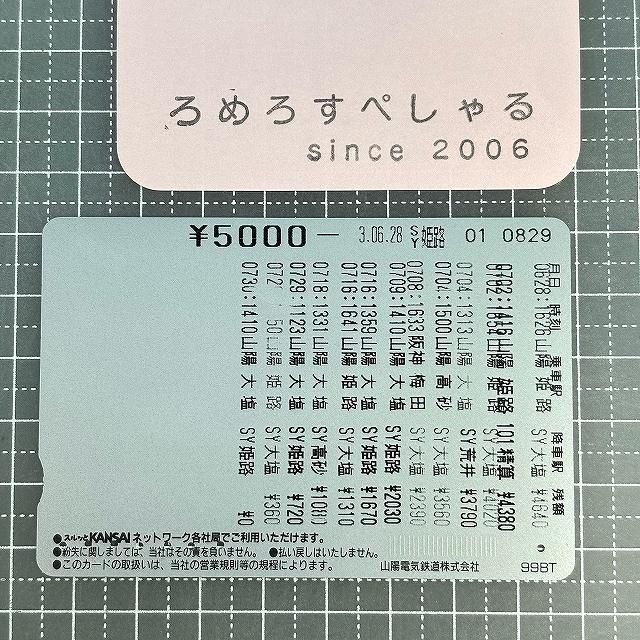 ろめろすぺしゃる
since 2006
¥5000— 3.06.28 SY姫路 01 0829
月日 時刻 乗車駅 降車駅 残額
0628:1628山陽 姫路 SY大塩 ¥4640
山陽 姫路 101精算 ¥4380
¥4020
0704:1313山陽 大塩 SY荒井 ¥3790
0704:1500山陽 高砂 SY大塩 ¥3560
0708:1633阪神 梅田 SY大塩 ¥2390
0709:1410山陽 大塩 SY姫路 ¥2030
0716:1359山陽 大塩 SY姫路 ¥1670
0716:1641山陽 姫路 SY大塩 ¥1310
0718:1331山陽 大塩 SY高砂 ¥1080
0729:1123山陽 大塩 SY姫路 ¥720
072 50山陽 姫路 SY大塩 ¥360
0730:1410山陽 大塩 SY姫路 ¥0
●スルッとKANSAI ネットワーク各社局でご利用いただけます。
●紛失に関しましては、当社はその責を負いません。 ●払い戻しはいたしません。
●このカードの取扱いは、当社の営業規則等の規程によります。 山陽電気鉄道株式会社 99BT